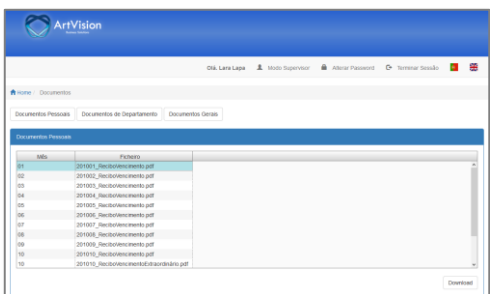 ArtVision
Olá, Lara Lapa Modo Supervisor Alterar Password Terminar Sessão
Home / Documentos
Documentos Pessoais Documentos de Departamento Documentos Gerais
Documentos Pessoais
Mês Ficheiro
01 201001_ReciboVencimento.pdf
02 201002_ReciboVencimento.pdf
03 201003_ReciboVencimento.pdf
04 201004_ReciboVencimento.pdf
05 201005_ReciboVencimento.pdf
06 201006_ReciboVencimento.pdf
07 201007_ReciboVencimento.pdf
08 201008_ReciboVencimento.pdf
09 201009_ReciboVencimento.pdf
10 201010_ReciboVencimento.pdf
10 201010_ReciboVencimentoExtraordinário.pdf
Download